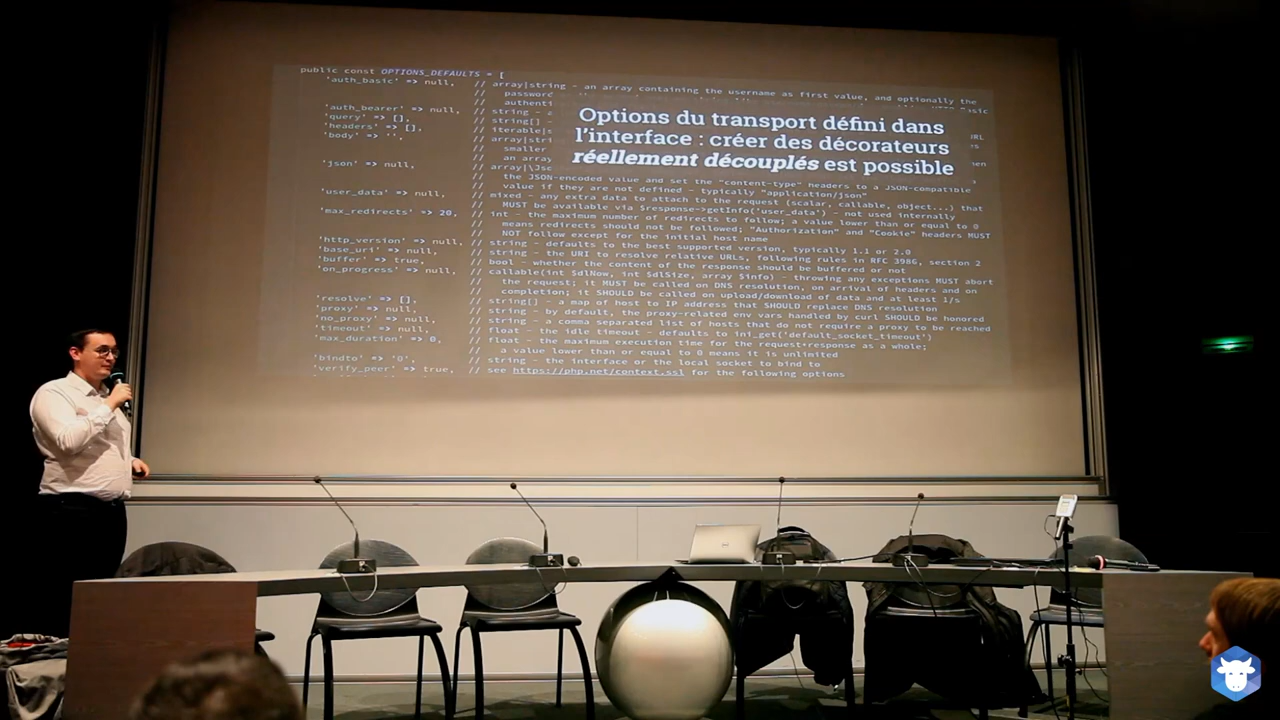 public const OPTIONS_DEFAULTS = [
'auth_basic' => null, // array|string - an array containing the username as first value, and optionally the
// password
// authenti
'auth_bearer' => null, // string -
'query' => [], // string[] -
'headers' => [], // iterable|s
'body' => '', // array|stri
// smaller
// an array
'json' => null, // array|\Jsc
// the JSON-encoded value and set the "content-type" headers to a JSON-compatible
// value if they are not defined - typically "application/json"
'user_data' => null, // mixed - any extra data to attach to the request (scalar, callable, object...) that
// MUST be available via $response->getInfo('user_data') - not used internally
'max_redirects' => 20, // int - the maximum number of redirects to follow; a value lower than or equal to 0
// means redirects should not be followed; "Authorization" and "Cookie" headers MUST
// NOT follow except for the initial host name
'http_version' => null, // string - defaults to the best supported version, typically 1.1 or 2.0
'base_uri' => null, // string - the URI to resolve relative URLs, following rules in RFC 3986, section 2
'buffer' => true, // bool - whether the content of the response should be buffered or not
'on_progress' => null, // callable(int $dlNow, int $dlSize, array $info) - throwing any exceptions MUST abort
// the request; it MUST be called on DNS resolution, on arrival of headers and on
// completion; it SHOULD be called on upload/download of data and at least 1/s
'resolve' => [], // string[] - a map of host to IP address that SHOULD replace DNS resolution
'proxy' => null, // string - by default, the proxy-related env vars handled by curl SHOULD be honored
'no_proxy' => null, // string - a comma separated list of hosts that do not require a proxy to be reached
'timeout' => null, // float - the idle timeout - defaults to ini_get('default_socket_timeout')
'max_duration' => 0, // float - the maximum execution time for the request+response as a whole;
// a value lower than or equal to 0 means it is unlimited
'bindto' => '0', // string - the interface or the local socket to bind to
'verify_peer' => true, // see https://php.net/context.ssl for the following options
Options du transport défini dans
l'interface : créer des décorateurs
réellement découplés est possible